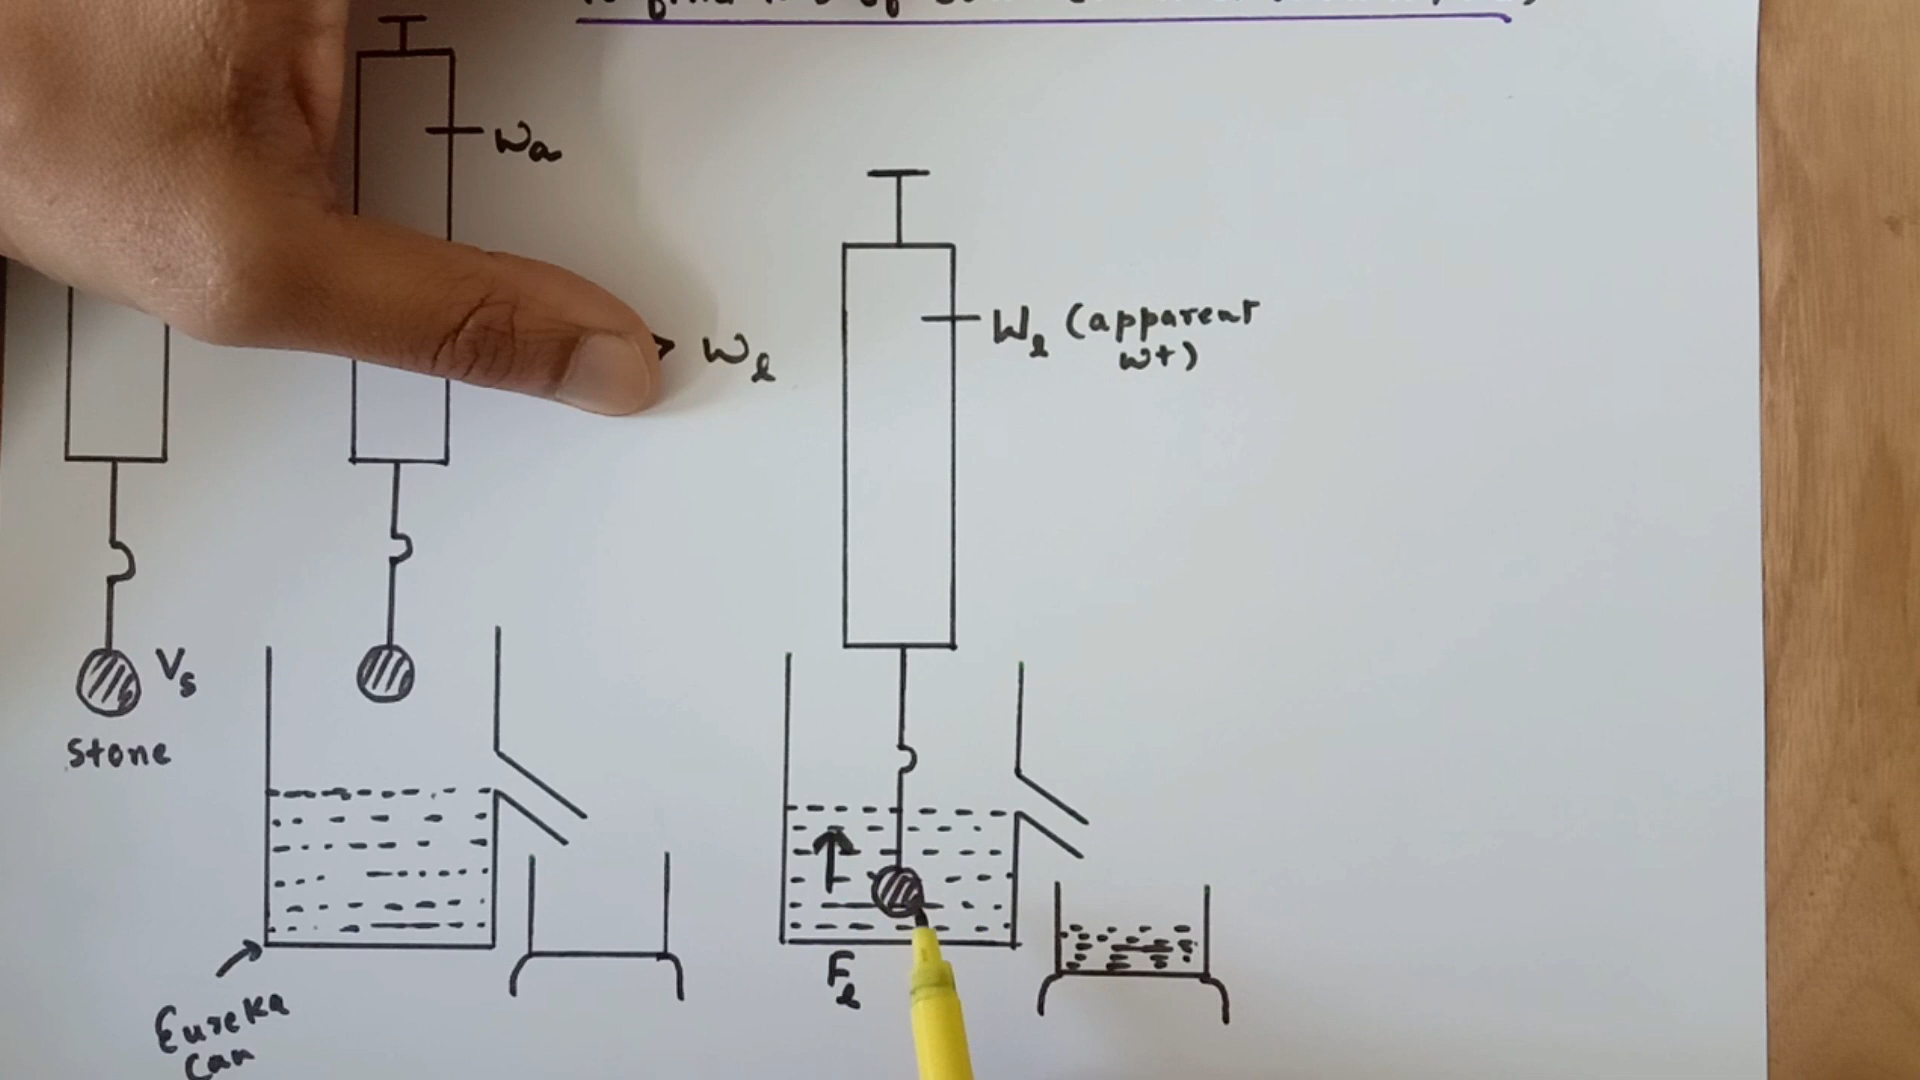 Wa
→ Wl
Wl (apparent
wt)
Vs
Stone
Fl
Eureka
Can